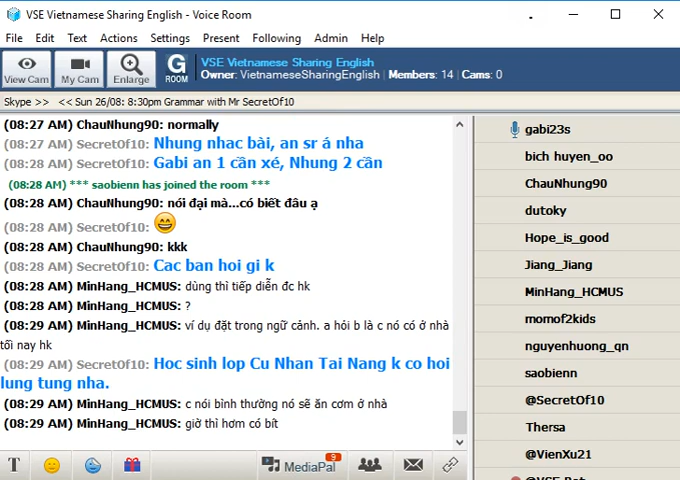 VSE Vietnamese Sharing English - Voice Room
File Edit Text Actions Settings Present Following Admin Help
View Cam
My Cam
Enlarge
G
ROOM
VSE Vietnamese Sharing English
Owner: VietnameseSharingEnglish | Members: 14 | Cams: 0
Skype >> << Sun 26/08: 8:30pm Grammar with Mr SecretOf10
(08:27 AM) ChauNhung90: normally
(08:27 AM) SecretOf10: Nhung nhac bài, an sr á nha
(08:28 AM) SecretOf10: Gabi an 1 cần xé, Nhung 2 cần
(08:28 AM) *** saobienn has joined the room ***
(08:28 AM) ChauNhung90: nói đại mà...có biết đâu ạ
(08:28 AM) SecretOf10:
(08:28 AM) ChauNhung90: kkk
(08:28 AM) SecretOf10: Cac ban hoi gi k
(08:28 AM) MinHang_HCMUS: dùng thì tiếp diễn đc hk
(08:28 AM) MinHang_HCMUS: ?
(08:29 AM) MinHang_HCMUS: ví dụ đặt trong ngữ cảnh. a hỏi b là c nó có ở nhà
tối nay hk
(08:29 AM) SecretOf10: Hoc sinh lop Cu Nhan Tai Nang k co hoi
lung tung nha.
(08:29 AM) MinHang_HCMUS: c nói bình thường nó sẽ ăn cơm ở nhà
(08:29 AM) MinHang_HCMUS: giờ thì hơm có bít
gabi23s
bich huyen_oo
ChauNhung90
dutoky
Hope_is_good
Jiang_Jiang
MinHang_HCMUS
momof2kids
nguyenhuong_qn
saobienn
@SecretOf10
Thersa
@VienXu21
@VSE-Bot
T
MediaPal
9